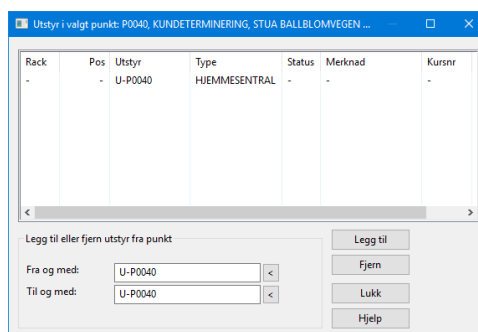 Utstyr i valgt punkt: P0040, KUNDETERMINERING, STUA BALLBLOMVEGEN ...
Rack Pos Utstyr Type Status Merknad Kursnr
- - U-P0040 HJEMMESENTRAL - - -
Legg til eller fjern utstyr fra punkt
Legg til
Fra og med: U-P0040 <
Fjern
Til og med: U-P0040 <
Lukk
Hjelp